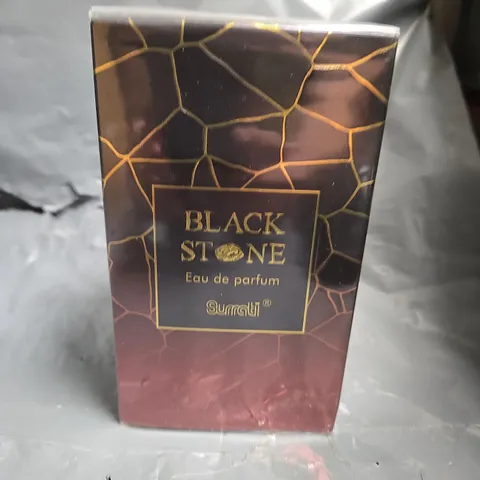 BLACK
STONE
Eau de parfum
Surrati ®